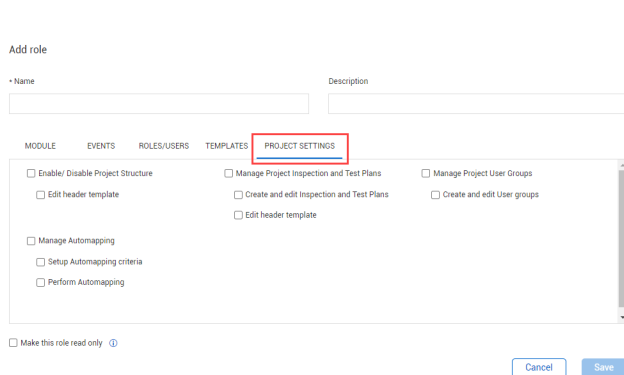 Add role
• Name Description
MODULE EVENTS ROLES/USERS TEMPLATES PROJECT SETTINGS
Enable/ Disable Project Structure Manage Project Inspection and Test Plans Manage Project User Groups
Edit header template Create and edit Inspection and Test Plans Create and edit User groups
Edit header template
Manage Automapping
Setup Automapping criteria
Perform Automapping
Make this role read only
Cancel Save